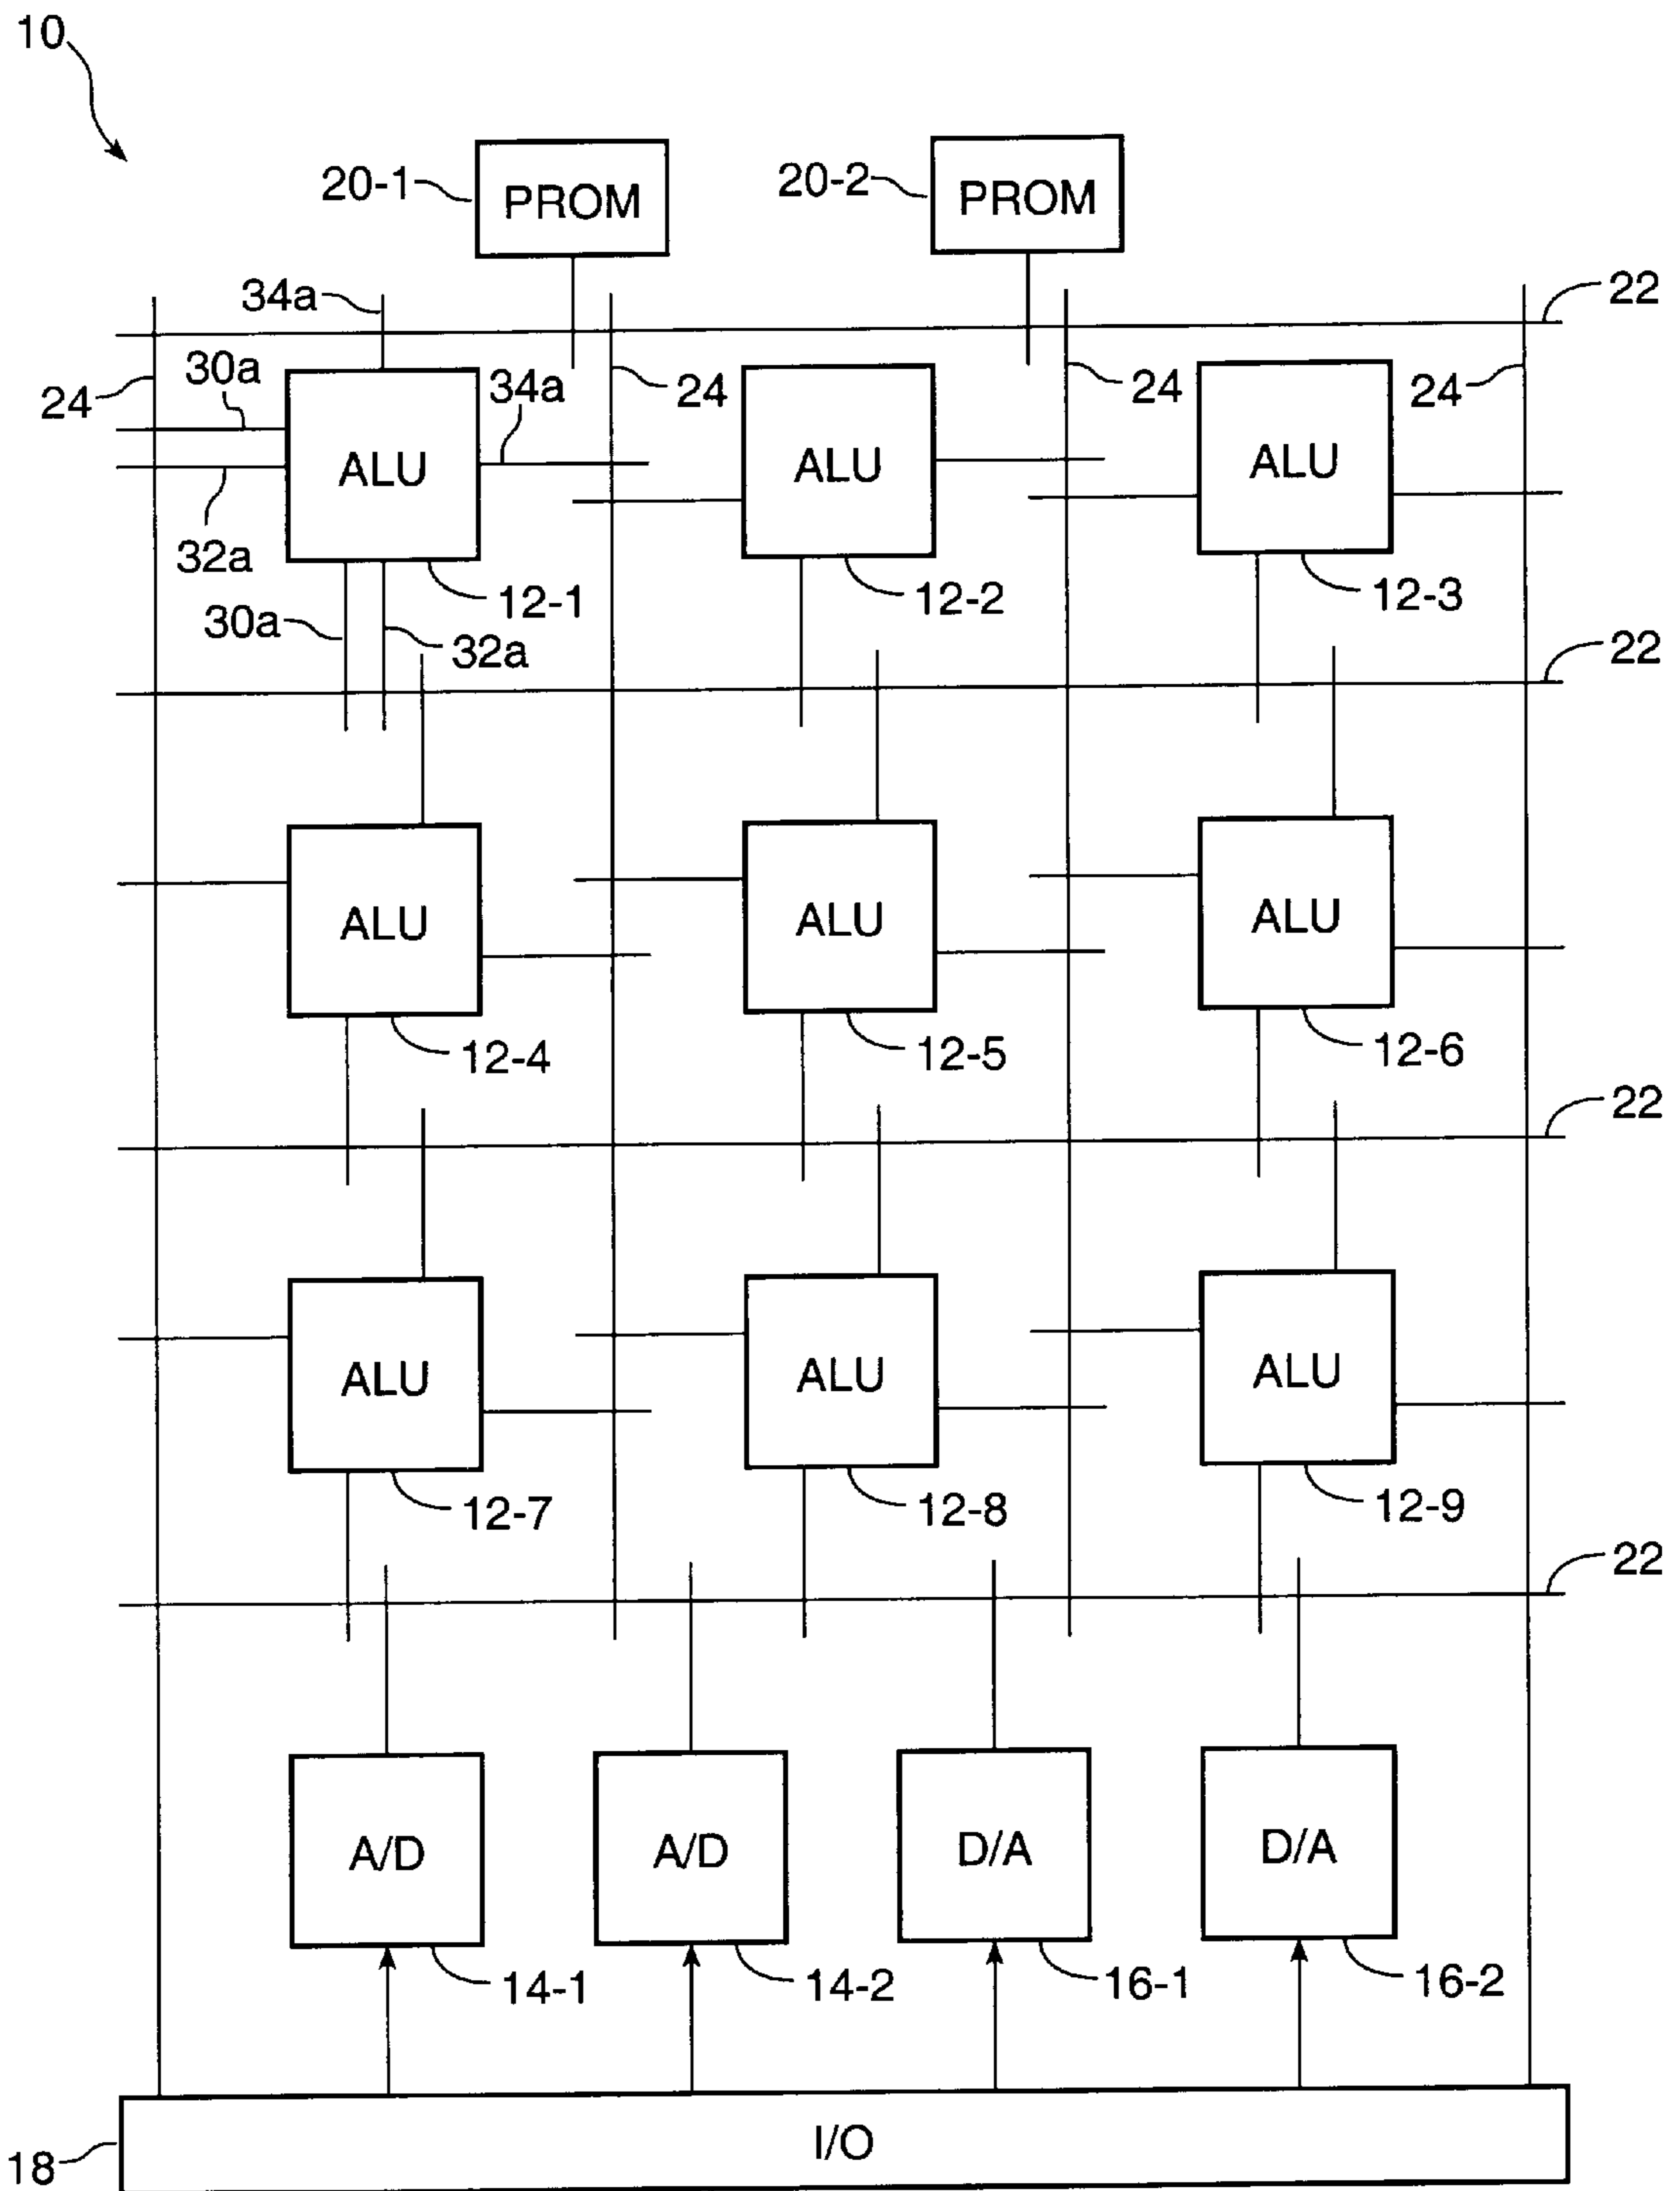 10
20-1
PROM
20-2
PROM
34a
22
24
30a
34a
24
24
24
ALU
ALU
ALU
32a
12-1
12-2
12-3
30a
32a
22
ALU
ALU
ALU
12-4
12-5
12-6
22
ALU
ALU
ALU
12-7
12-8
12-9
22
A/D
A/D
D/A
D/A
14-1
14-2
16-1
16-2
I/O
18